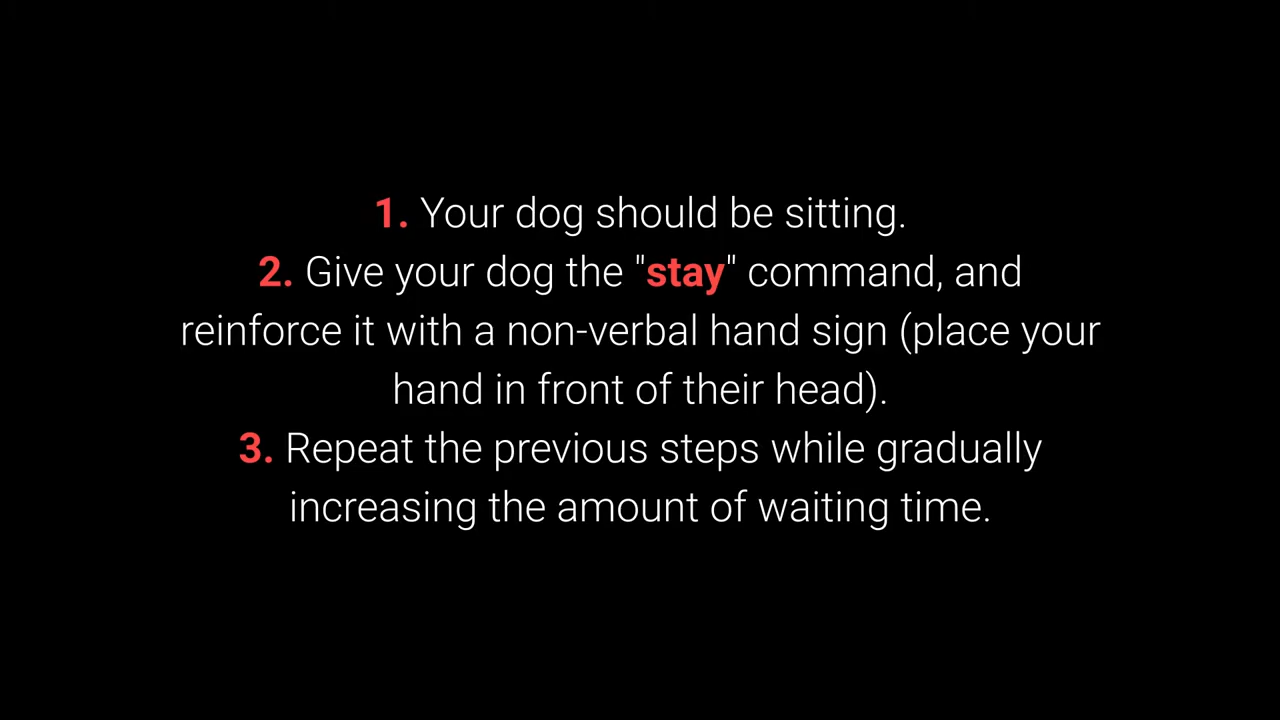 1. Your dog should be sitting.
2. Give your dog the "stay" command, and
reinforce it with a non-verbal hand sign (place your
hand in front of their head).
3. Repeat the previous steps while gradually
increasing the amount of waiting time.